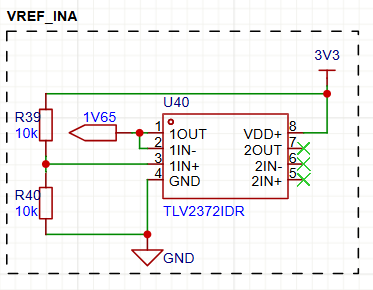 VREF_INA
3V3
U40
R39
10k
1V65
1 1OUT VDD+ 8
2 1IN- 2OUT 7
3 1IN+ 2IN- 6
4 GND 2IN+ 5
R40
10k
TLV2372IDR
GND